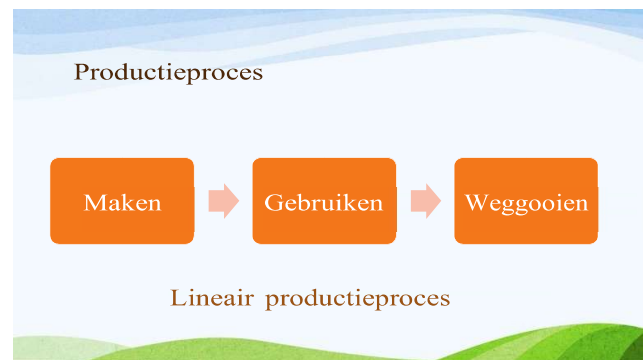 Productieproces
Maken
Gebruiken
Weggooien
Lineair productieproces